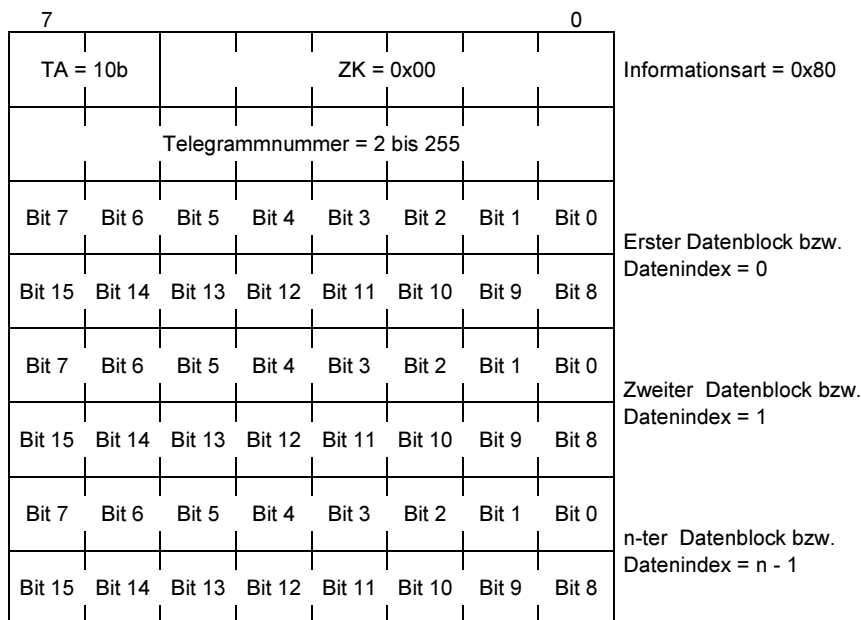 7 0
TA = 10b ZK = 0x00 Informationsart = 0x80
Telegrammnummer = 2 bis 255
Bit 7 Bit 6 Bit 5 Bit 4 Bit 3 Bit 2 Bit 1 Bit 0
Erster Datenblock bzw.
Datenindex = 0
Bit 15 Bit 14 Bit 13 Bit 12 Bit 11 Bit 10 Bit 9 Bit 8
Bit 7 Bit 6 Bit 5 Bit 4 Bit 3 Bit 2 Bit 1 Bit 0
Zweiter Datenblock bzw.
Datenindex = 1
Bit 15 Bit 14 Bit 13 Bit 12 Bit 11 Bit 10 Bit 9 Bit 8
Bit 7 Bit 6 Bit 5 Bit 4 Bit 3 Bit 2 Bit 1 Bit 0
n-ter Datenblock bzw.
Datenindex = n - 1
Bit 15 Bit 14 Bit 13 Bit 12 Bit 11 Bit 10 Bit 9 Bit 8